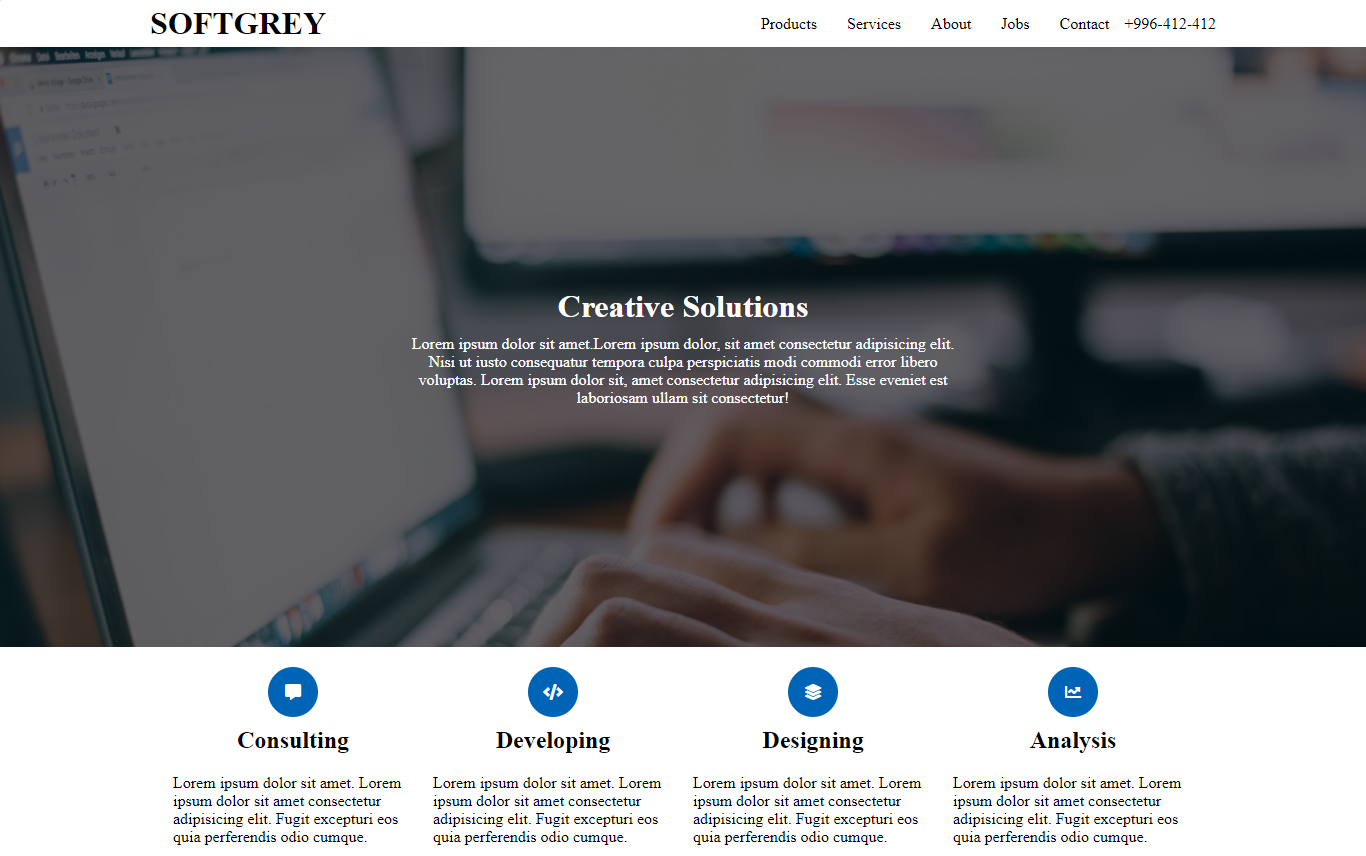 SOFTGREY
Products Services About Jobs Contact +996-412-412
Creative Solutions
Lorem ipsum dolor sit amet.Lorem ipsum dolor, sit amet consectetur adipisicing elit.
Nisi ut iusto consequatur tempora culpa perspiciatis modi commodi error libero
voluptas. Lorem ipsum dolor sit, amet consectetur adipisicing elit. Esse eveniet est
laboriosam ullam sit consectetur!
Consulting
Lorem ipsum dolor sit amet. Lorem
ipsum dolor sit amet consectetur
adipisicing elit. Fugit excepturi eos
quia perferendis odio cumque.
Developing
Lorem ipsum dolor sit amet. Lorem
ipsum dolor sit amet consectetur
adipisicing elit. Fugit excepturi eos
quia perferendis odio cumque.
Designing
Lorem ipsum dolor sit amet. Lorem
ipsum dolor sit amet consectetur
adipisicing elit. Fugit excepturi eos
quia perferendis odio cumque.
Analysis
Lorem ipsum dolor sit amet. Lorem
ipsum dolor sit amet consectetur
adipisicing elit. Fugit excepturi eos
quia perferendis odio cumque.